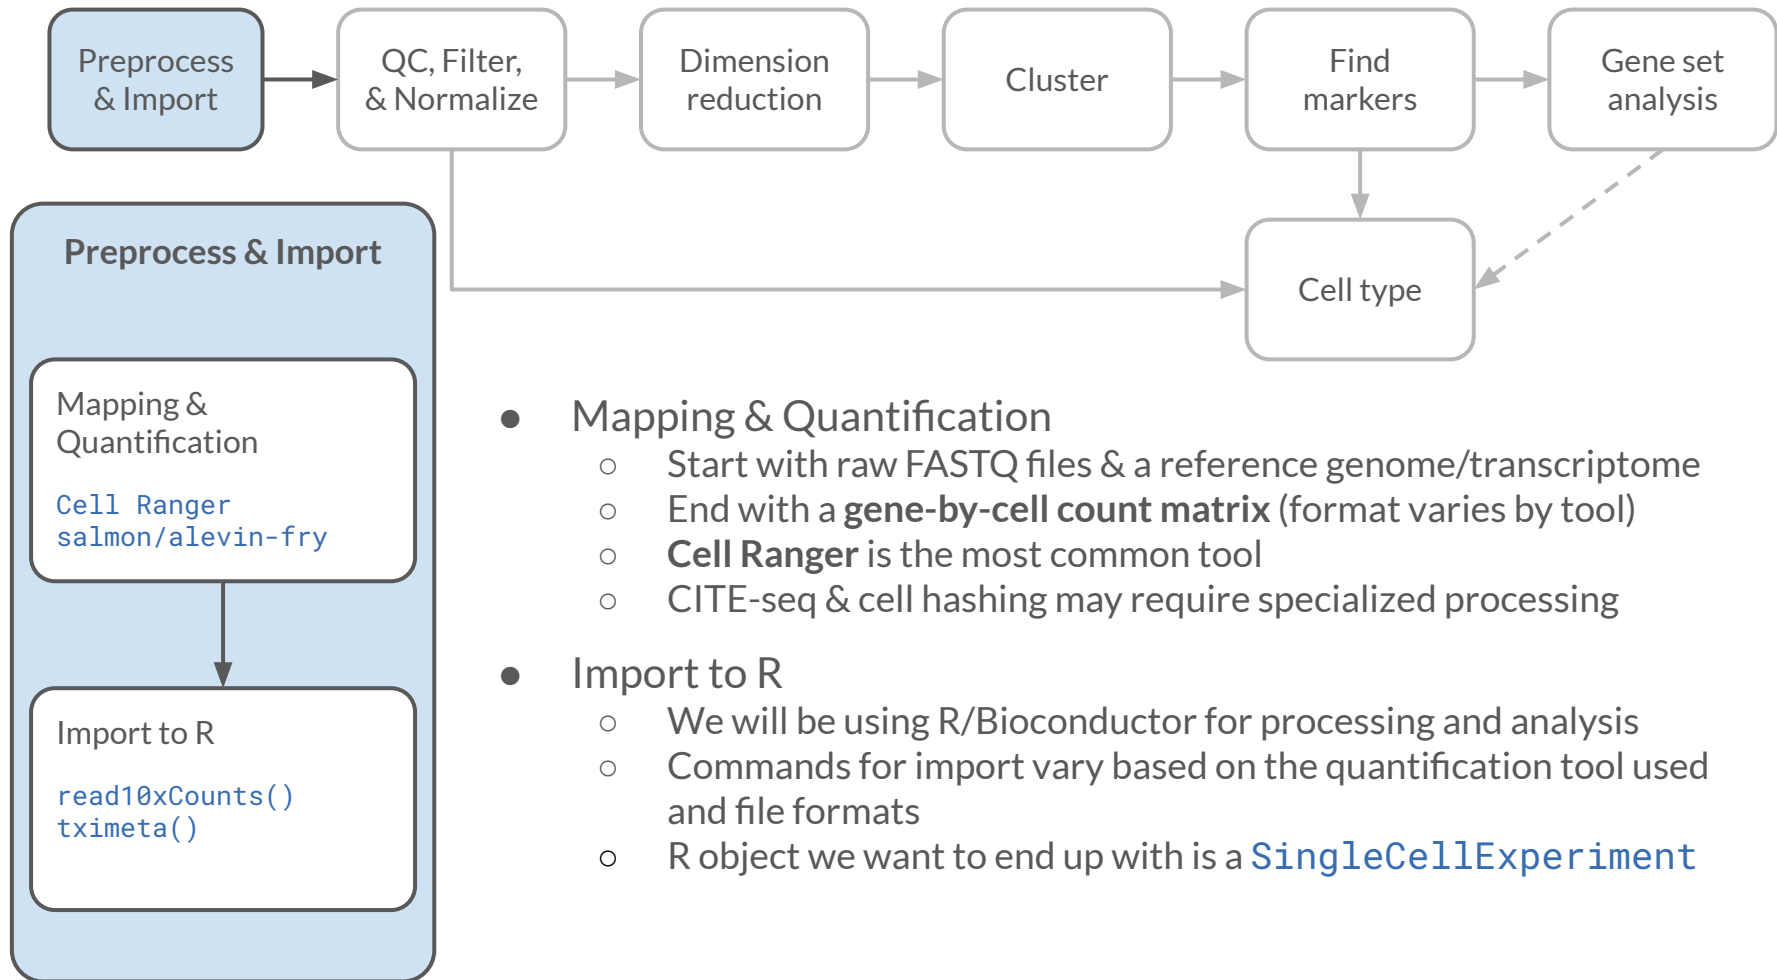 Preprocess
& Import
QC, Filter,
& Normalize
Dimension
reduction
Cluster
Find
markers
Gene set
analysis
Cell type
Preprocess & Import
Mapping &
Quantification
Cell Ranger
salmon/alevin-fry
Import to R
read10xCounts()
tximeta()
● Mapping & Quantification
○ Start with raw FASTQ files & a reference genome/transcriptome
○ End with a gene-by-cell count matrix (format varies by tool)
○ Cell Ranger is the most common tool
○ CITE-seq & cell hashing may require specialized processing
● Import to R
○ We will be using R/Bioconductor for processing and analysis
○ Commands for import vary based on the quantification tool used
and file formats
○ R object we want to end up with is a SingleCellExperiment